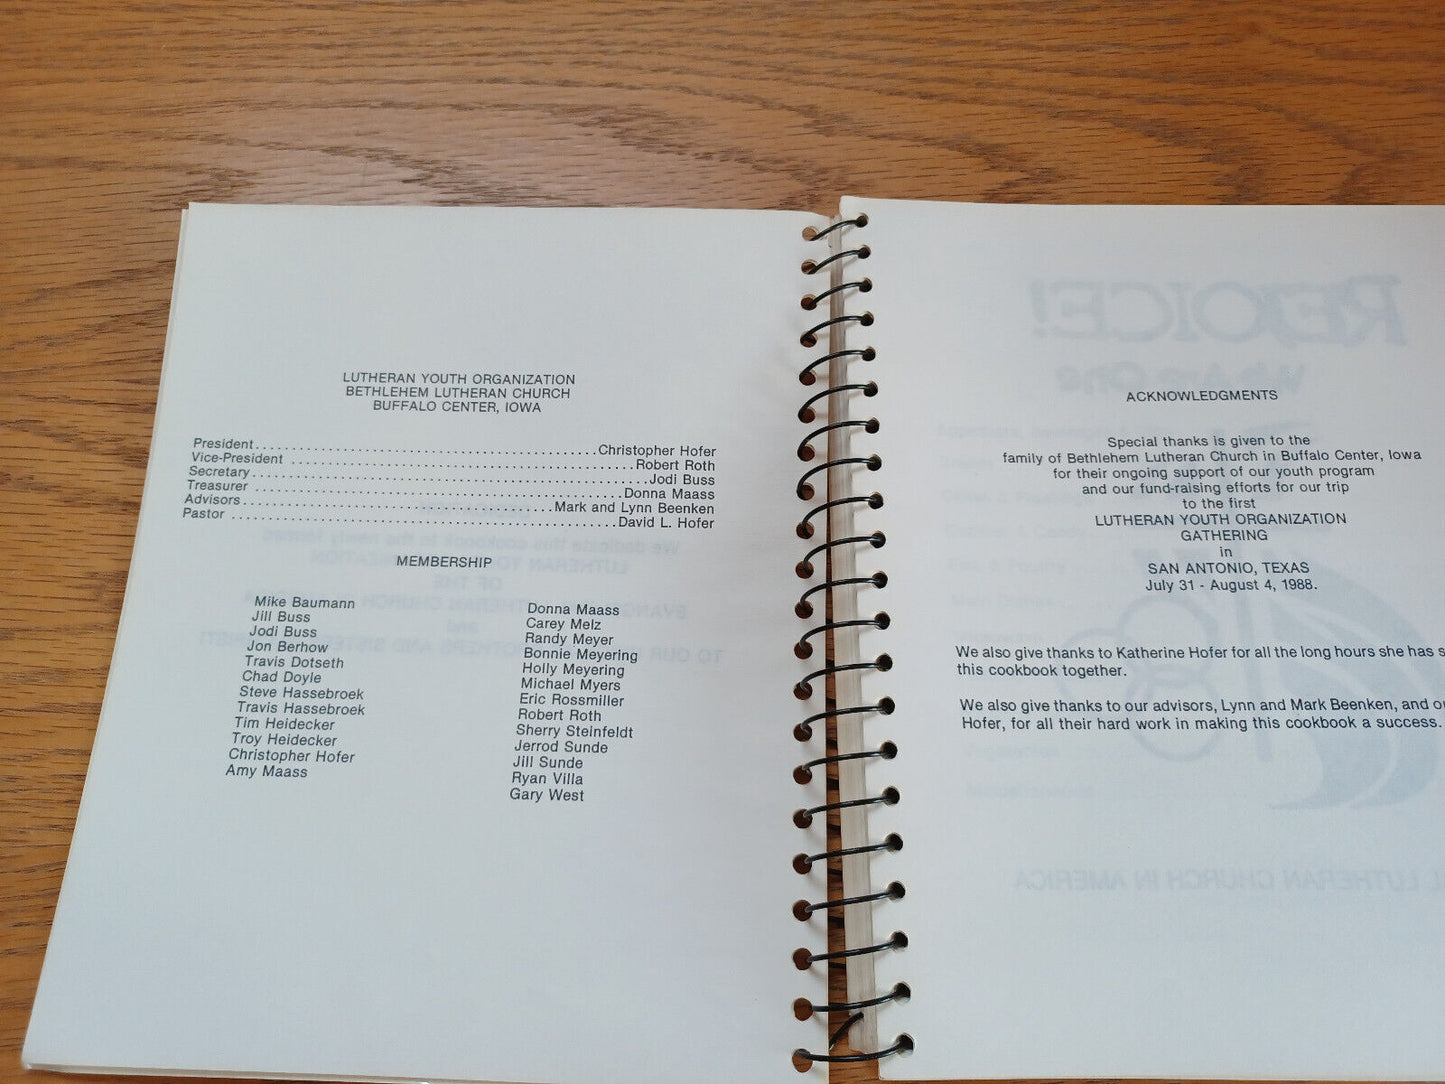 LUTHERAN YOUTH ORGANIZATION
BETHLEHEM LUTHERAN CHURCH
BUFFALO CENTER, IOWA
President Christopher Hofer
Vice-President Robert Roth
Secretary Jodi Buss
Treasurer Donna Maass
Advisors Mark and Lynn Beenken
Pastor David L. Hofer
MEMBERSHIP
Mike Baumann
Jill Buss
Jodi Buss
Jon Berhow
Travis Dotseth
Chad Doyle
Steve Hassebroek
Travis Hassebroek
Tim Heidecker
Troy Heidecker
Christopher Hofer
Amy Maass
Donna Maass
Carey Melz
Randy Meyer
Bonnie Meyering
Holly Meyering
Michael Myers
Eric Rossmiller
Robert Roth
Sherry Steinfeldt
Jerrod Sunde
Jill Sunde
Ryan Villa
Gary West
ACKNOWLEDGMENTS
Special thanks is given to the
family of Bethlehem Lutheran Church in Buffalo Center, Iowa
for their ongoing support of our youth program
and our fund-raising efforts for our trip
to the first
LUTHERAN YOUTH ORGANIZATION
GATHERING
in
SAN ANTONIO, TEXAS
July 31 - August 4, 1988.
We also give thanks to Katherine Hofer for all the long hours she has
this cookbook together.
We also give thanks to our advisors, Lynn and Mark Beenken, and
Hofer, for all their hard work in making this cookbook a success.
REJOICE!
We Are One
LUTHERAN CHURCH IN AMERICA